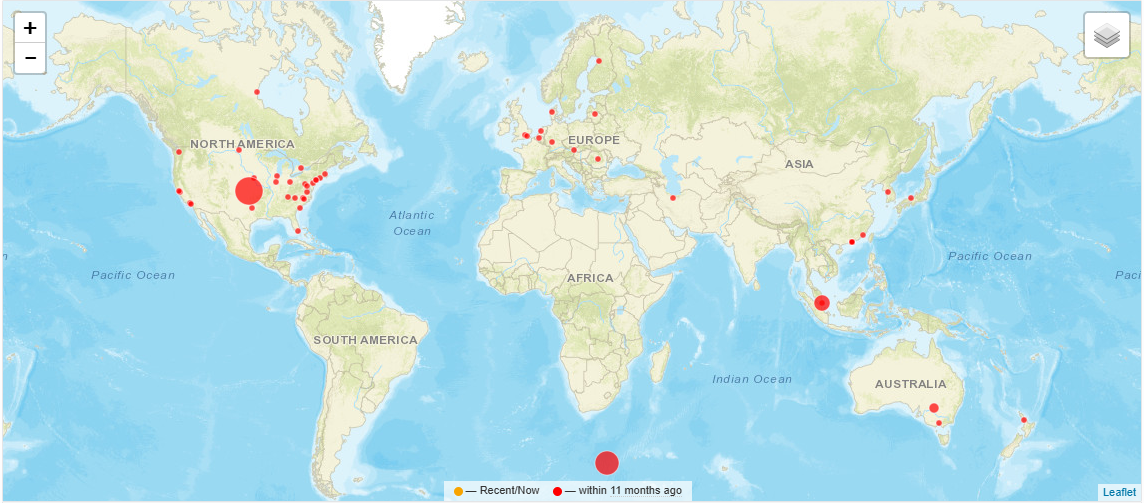 +
−
NORTH AMERICA
EUROPE
ASIA
Atlantic
Ocean
Pacific Ocean
Pacific Ocean
Paci
n
AFRICA
SOUTH AMERICA
Indian Ocean
AUSTRALIA
— Recent/Now — within 11 months ago
Leaflet